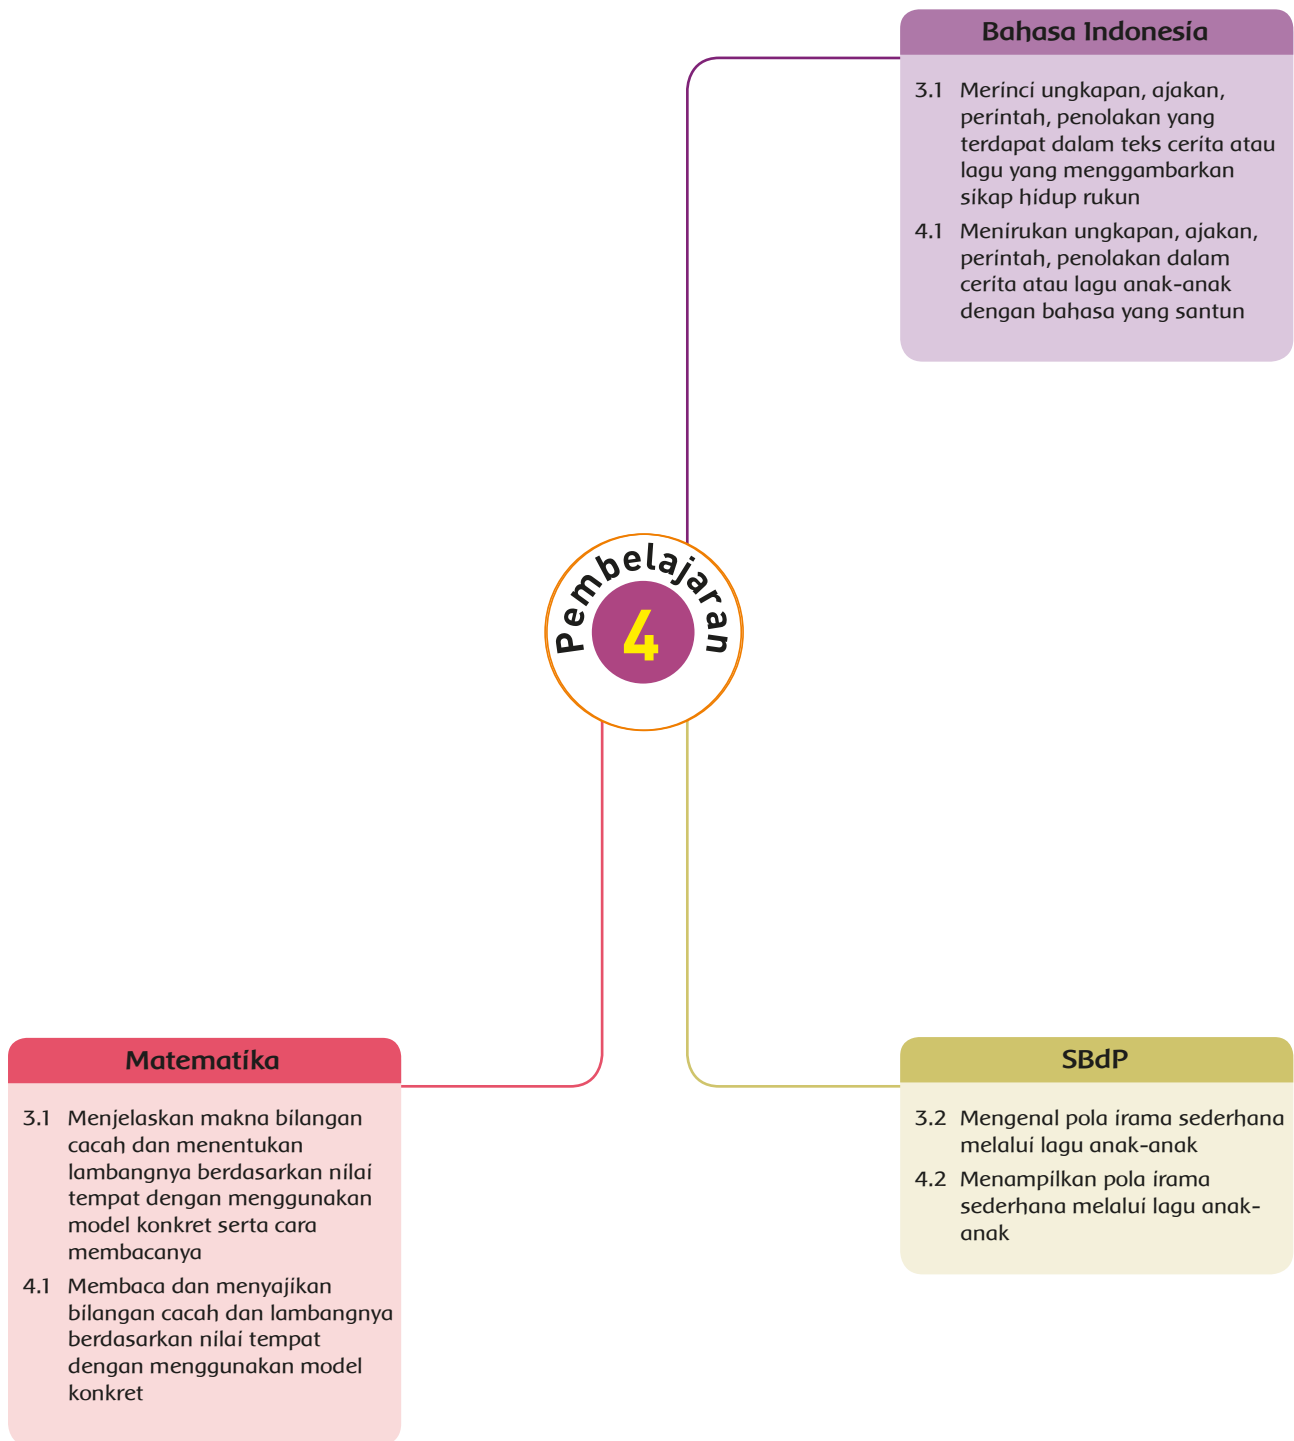 Bahasa Indonesia
3.1 Merinci ungkapan, ajakan,
perintah, penolakan yang
terdapat dalam teks cerita atau
lagu yang menggambarkan
sikap hidup rukun
4.1 Menirukan ungkapan, ajakan,
perintah, penolakan dalam
cerita atau lagu anak-anak
dengan bahasa yang santun
Pembelajaran
4
Matematika
3.1 Menjelaskan makna bilangan
cacah dan menentukan
lambangnya berdasarkan nilai
tempat dengan menggunakan
model konkret serta cara
membacanya
4.1 Membaca dan menyajikan
bilangan cacah dan lambangnya
berdasarkan nilai tempat
dengan menggunakan model
konkret
SBdP
3.2 Mengenal pola irama sederhana
melalui lagu anak-anak
4.2 Menampilkan pola irama
sederhana melalui lagu anak-
anak